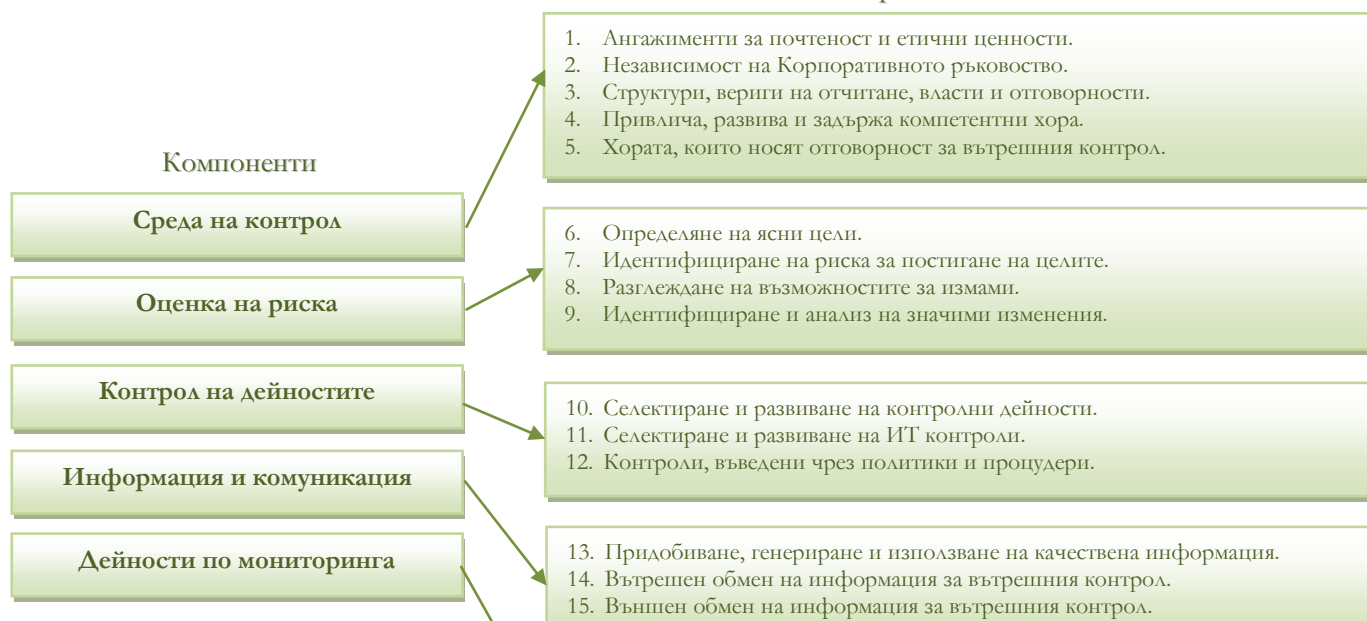 1. Ангажименти за почтеност и етични ценности.
2. Независимост на Корпоративното ръковоство.
3. Структури, вериги на отчитане, власти и отговорности.
4. Привлича, развива и задържа компетентни хора.
5. Хората, които носят отговорност за вътрешния контрол.
Компоненти
Среда на контрол
6. Определяне на ясни цели.
7. Идентифициране на риска за постигане на целите.
8. Разглеждане на възможностите за измами.
9. Идентифициране и анализ на значими изменения.
Оценка на риска
Контрол на дейностите
10. Селектиране и развиване на контролни дейности.
11. Селектиране и развиване на ИТ контроли.
12. Контроли, въведени чрез политики и процудери.
Информация и комуникация
Дейности по мониторинга
13. Придобиване, генериране и използване на качествена информация.
14. Вътрешен обмен на информация за вътрешния контрол.
15. Външен обмен на информация за вътрешния контрол.